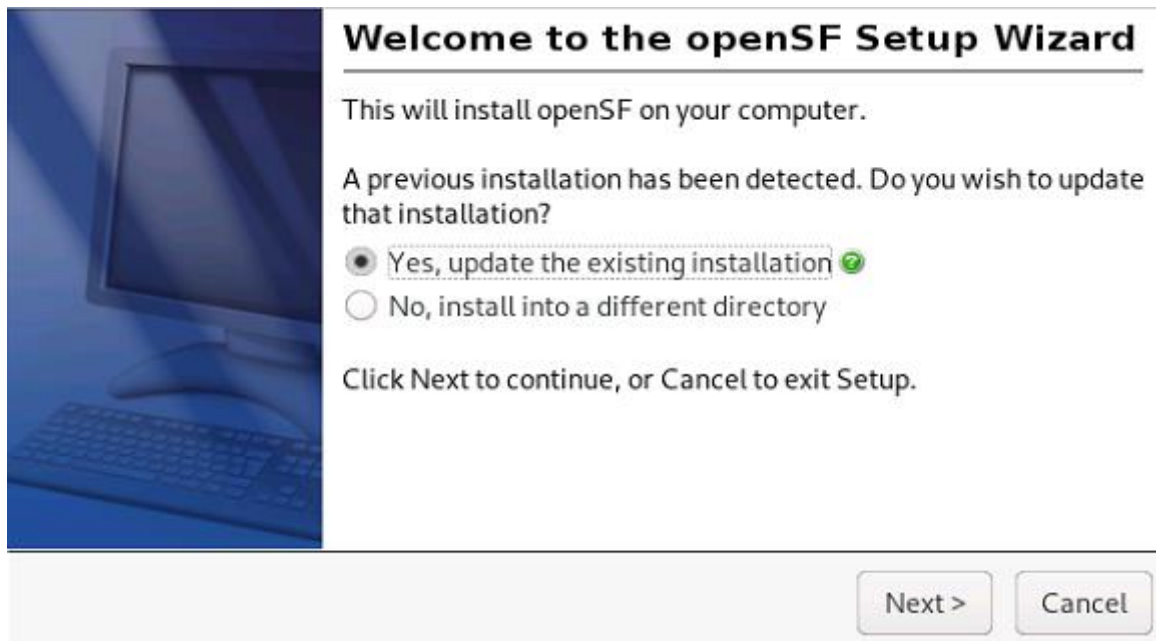 Welcome to the openSF Setup Wizard
This will install openSF on your computer.
A previous installation has been detected. Do you wish to update
that installation?
Yes, update the existing installation
No, install into a different directory
Click Next to continue, or Cancel to exit Setup.
Next >
Cancel